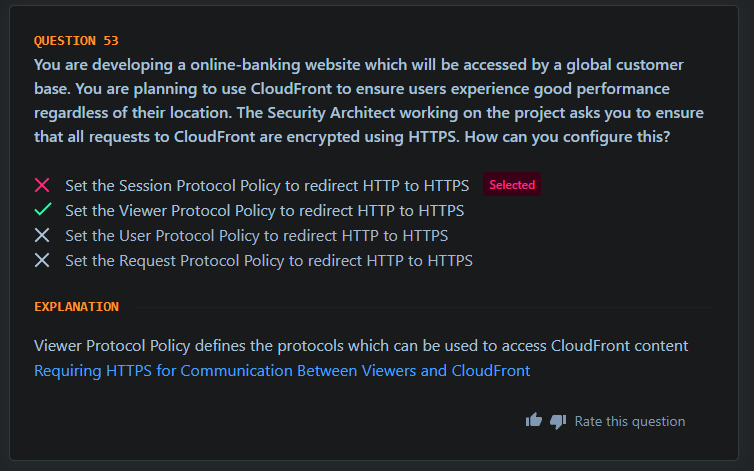 QUESTION 53
You are developing a online-banking website which will be accessed by a global customer
base. You are planning to use CloudFront to ensure users experience good performance
regardless of their location. The Security Architect working on the project asks you to ensure
that all requests to CloudFront are encrypted using HTTPS. How can you configure this?
Set the Session Protocol Policy to redirect HTTP to HTTPS Selected
Set the Viewer Protocol Policy to redirect HTTP to HTTPS
Set the User Protocol Policy to redirect HTTP to HTTPS
Set the Request Protocol Policy to redirect HTTP to HTTPS
EXPLANATION
Viewer Protocol Policy defines the protocols which can be used to access CloudFront content
Requiring HTTPS for Communication Between Viewers and CloudFront
Rate this question